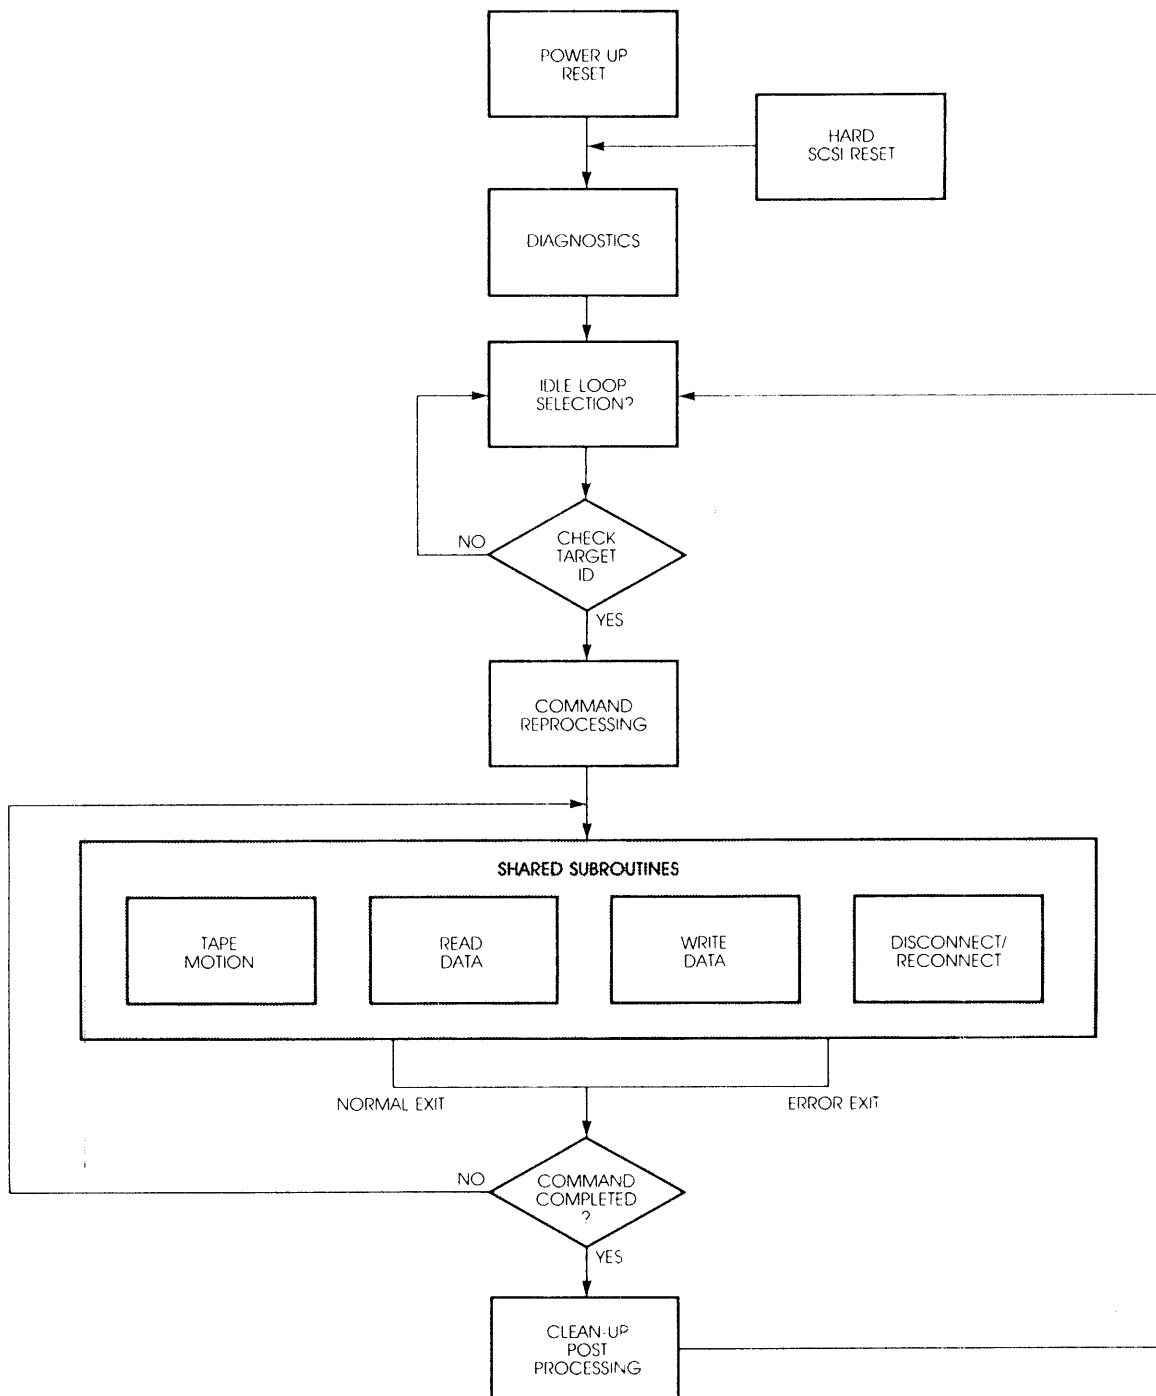 POWER UP
RESET
HARD
SCSI RESET
DIAGNOSTICS
IDLE LOOP
SELECTION?
NO
CHECK
TARGET
ID
YES
COMMAND
REPROCESSING
SHARED SUBROUTINES
TAPE
MOTION
READ
DATA
WRITE
DATA
DISCONNECT/
RECONNECT
NORMAL EXIT
ERROR EXIT
NO
COMMAND
COMPLETED
?
YES
CLEAN-UP
POST
PROCESSING